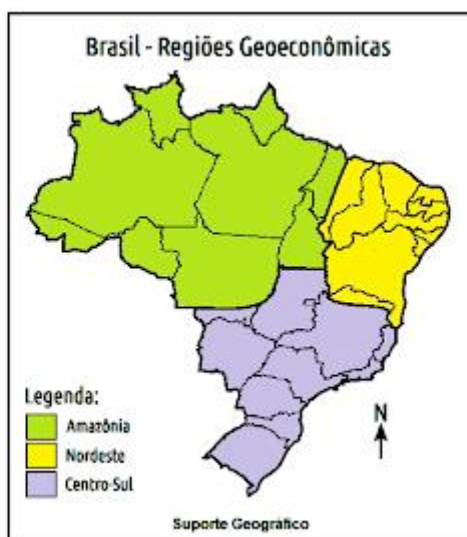 Brasil - Regiões Geoeconômicas
Legenda:
Amazônia
Nordeste
Centro-Sul
N
Suporte Geográfico